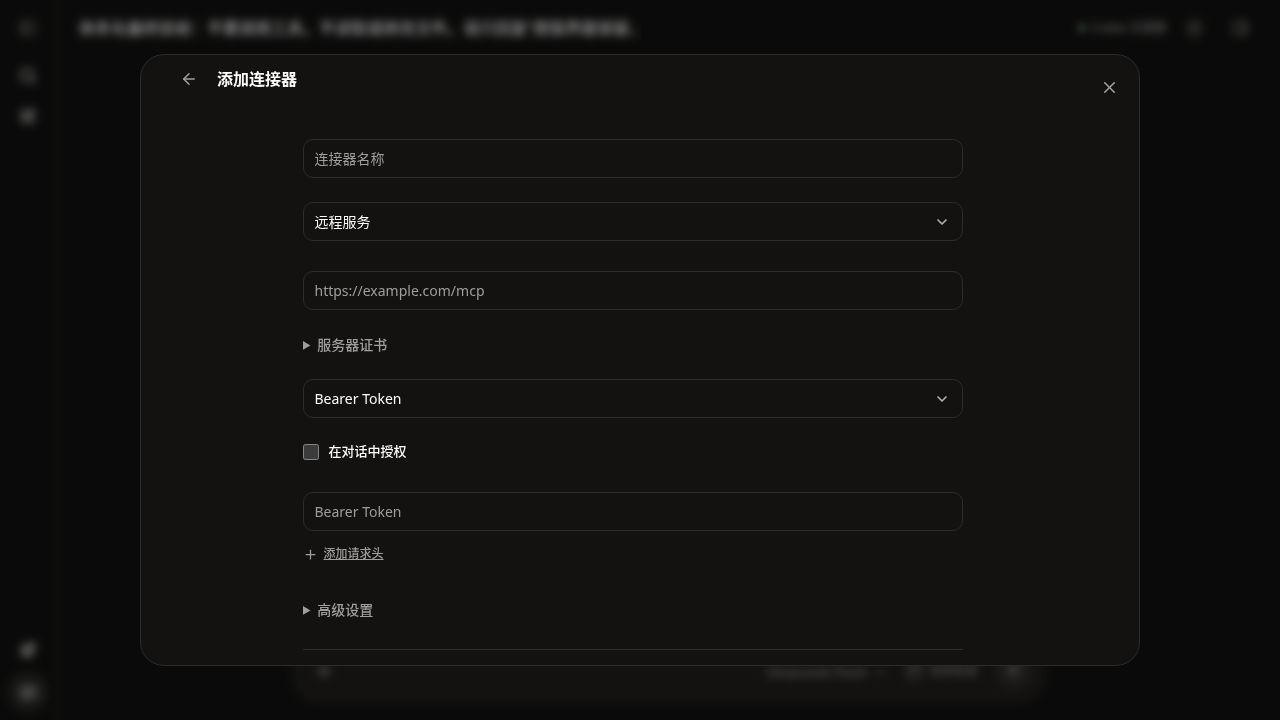 添加连接器
连接器名称
远程服务
https://example.com/mcp
服务器证书
Bearer Token
在对话中授权
Bearer Token
添加请求头
高级设置